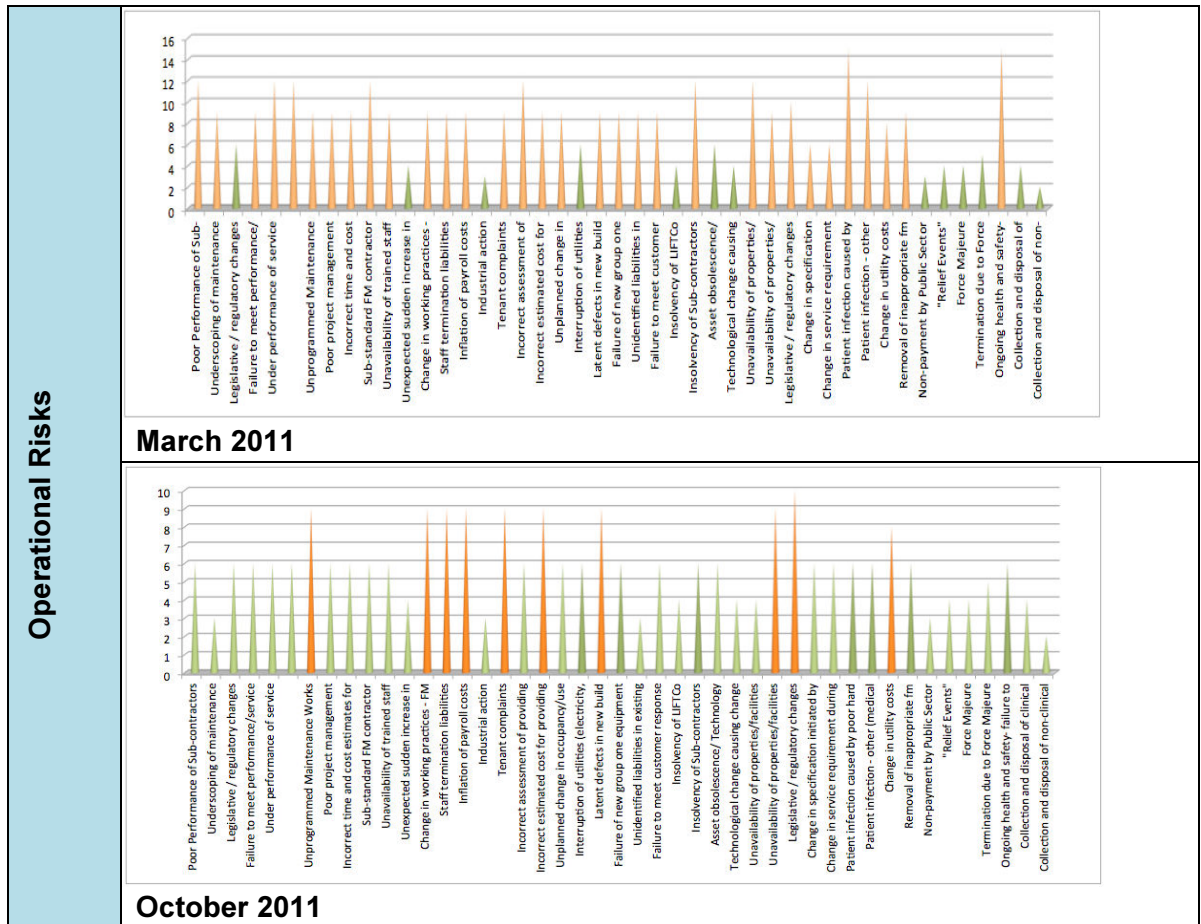 Operational Risks
16
14
12
10
8
6
4
2
0
Poor Performance of Sub-
Underscoping of maintenance
Legislative / regulatory changes
Failure to meet performance/
Under performance of service
Unprogrammed Maintenance
Poor project management
Incorrect time and cost
Sub-standard FM contractor
Unavailability of trained staff
Unexpected sudden increase in
Change in working practices -
Staff termination liabilities
Inflation of payroll costs
Industrial action
Tenant complaints
Incorrect assessment of
Incorrect estimated cost for
Unplanned change in
Interruption of utilities
Latent defects in new build
Failure of new group one
Unidentified liabilities in
Failure to meet customer
Insolvency of LIFTCo
Insolvency of Sub-contractors
Asset obsolescence/
Technological change causing
Unavailability of properties/
Unavailability of properties/
Legislative / regulatory changes
Change in specification
Change in service requirement
Patient infection caused by
Patient infection - other
Change in utility costs
Removal of inappropriate fm
Non-payment by Public Sector
"Relief Events"
Force Majeure
Termination due to Force
Ongoing health and safety-
Collection and disposal of
Collection and disposal of non-
March 2011
10
9
8
7
6
5
4
3
2
1
0
Poor Performance of Sub-contractors
Underscoping of maintenance
Legislative / regulatory changes
Failure to meet performance/service
Under performance of service
Unprogrammed Maintenance Works
Poor project management
Incorrect time and cost estimates for
Sub-standard FM contractor
Unavailability of trained staff
Unexpected sudden increase in
Change in working practices - FM
Staff termination liabilities
Inflation of payroll costs
Industrial action
Tenant complaints
Incorrect assessment of providing
Incorrect estimated cost for providing
Unplanned change in occupancy/use
Interruption of utilities (electricity,
Latent defects in new build
Failure of new group one equipment
Unidentified liabilities in existing
Failure to meet customer response
Insolvency of LIFTCo
Insolvency of Sub-contractors
Asset obsolescence/ Technology
Technological change causing change
Unavailability of properties/facilities
Unavailability of properties/facilities
Legislative / regulatory changes
Change in specification initiated by
Change in service requirement during
Patient infection caused by poor hard
Patient infection - other (medical
Change in utility costs
Removal of inappropriate fm
Non-payment by Public Sector
"Relief Events"
Force Majeure
Termination due to Force Majeure
Ongoing health and safety- failure to
Collection and disposal of clinical
Collection and disposal of non-clinical
October 2011